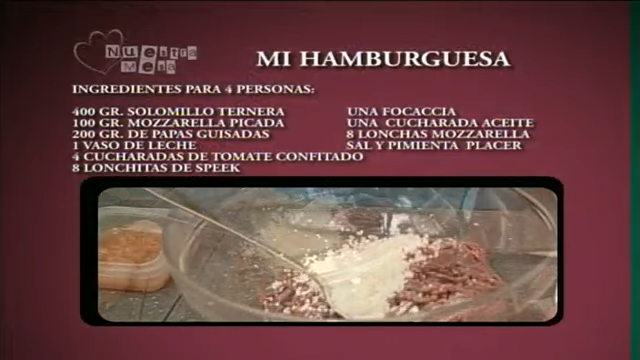 Nuestra
Mesa
MI HAMBURGUESA
INGREDIENTES PARA 4 PERSONAS:
400 GR. SOLOMILLO TERNERA
100 GR. MOZZARELLA PICADA
200 GR. DE PAPAS GUISADAS
1 VASO DE LECHE
4 CUCHARADAS DE TOMATE CONFITADO
8 LONCHITAS DE SPEEK
UNA FOCACCIA
UNA CUCHARADA ACEITE
8 LONCHAS MOZZARELLA
SAL Y PIMIENTA PLACER